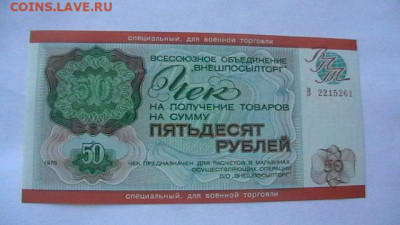 COINS.LAVE.RU
СПЕЦИАЛЬНЫЙ, ДЛЯ ВОЕННОЙ ТОРГОВЛИ
ВСЕСОЮЗНОЕ ОБЪЕДИНЕНИЕ
„ВНЕШПОСЫЛТОРГ"
50
Чек
НА ПОЛУЧЕНИЕ ТОВАРОВ
НА СУММУ
В 2215261
ПЯТЬДЕСЯТ
РУБЛЕЙ
50
50
1976
ЧЕК ПРЕДНАЗНАЧЕН ДЛЯ РАСЧЕТОВ В МАГАЗИНАХ
ОСУЩЕСТВЛЯЮЩИХ ОПЕРАЦИИ
В/О „ВНЕШПОСЫЛТОРГ"
СПЕЦИАЛЬНЫЙ, ДЛЯ ВОЕННОЙ ТОРГОВЛИ